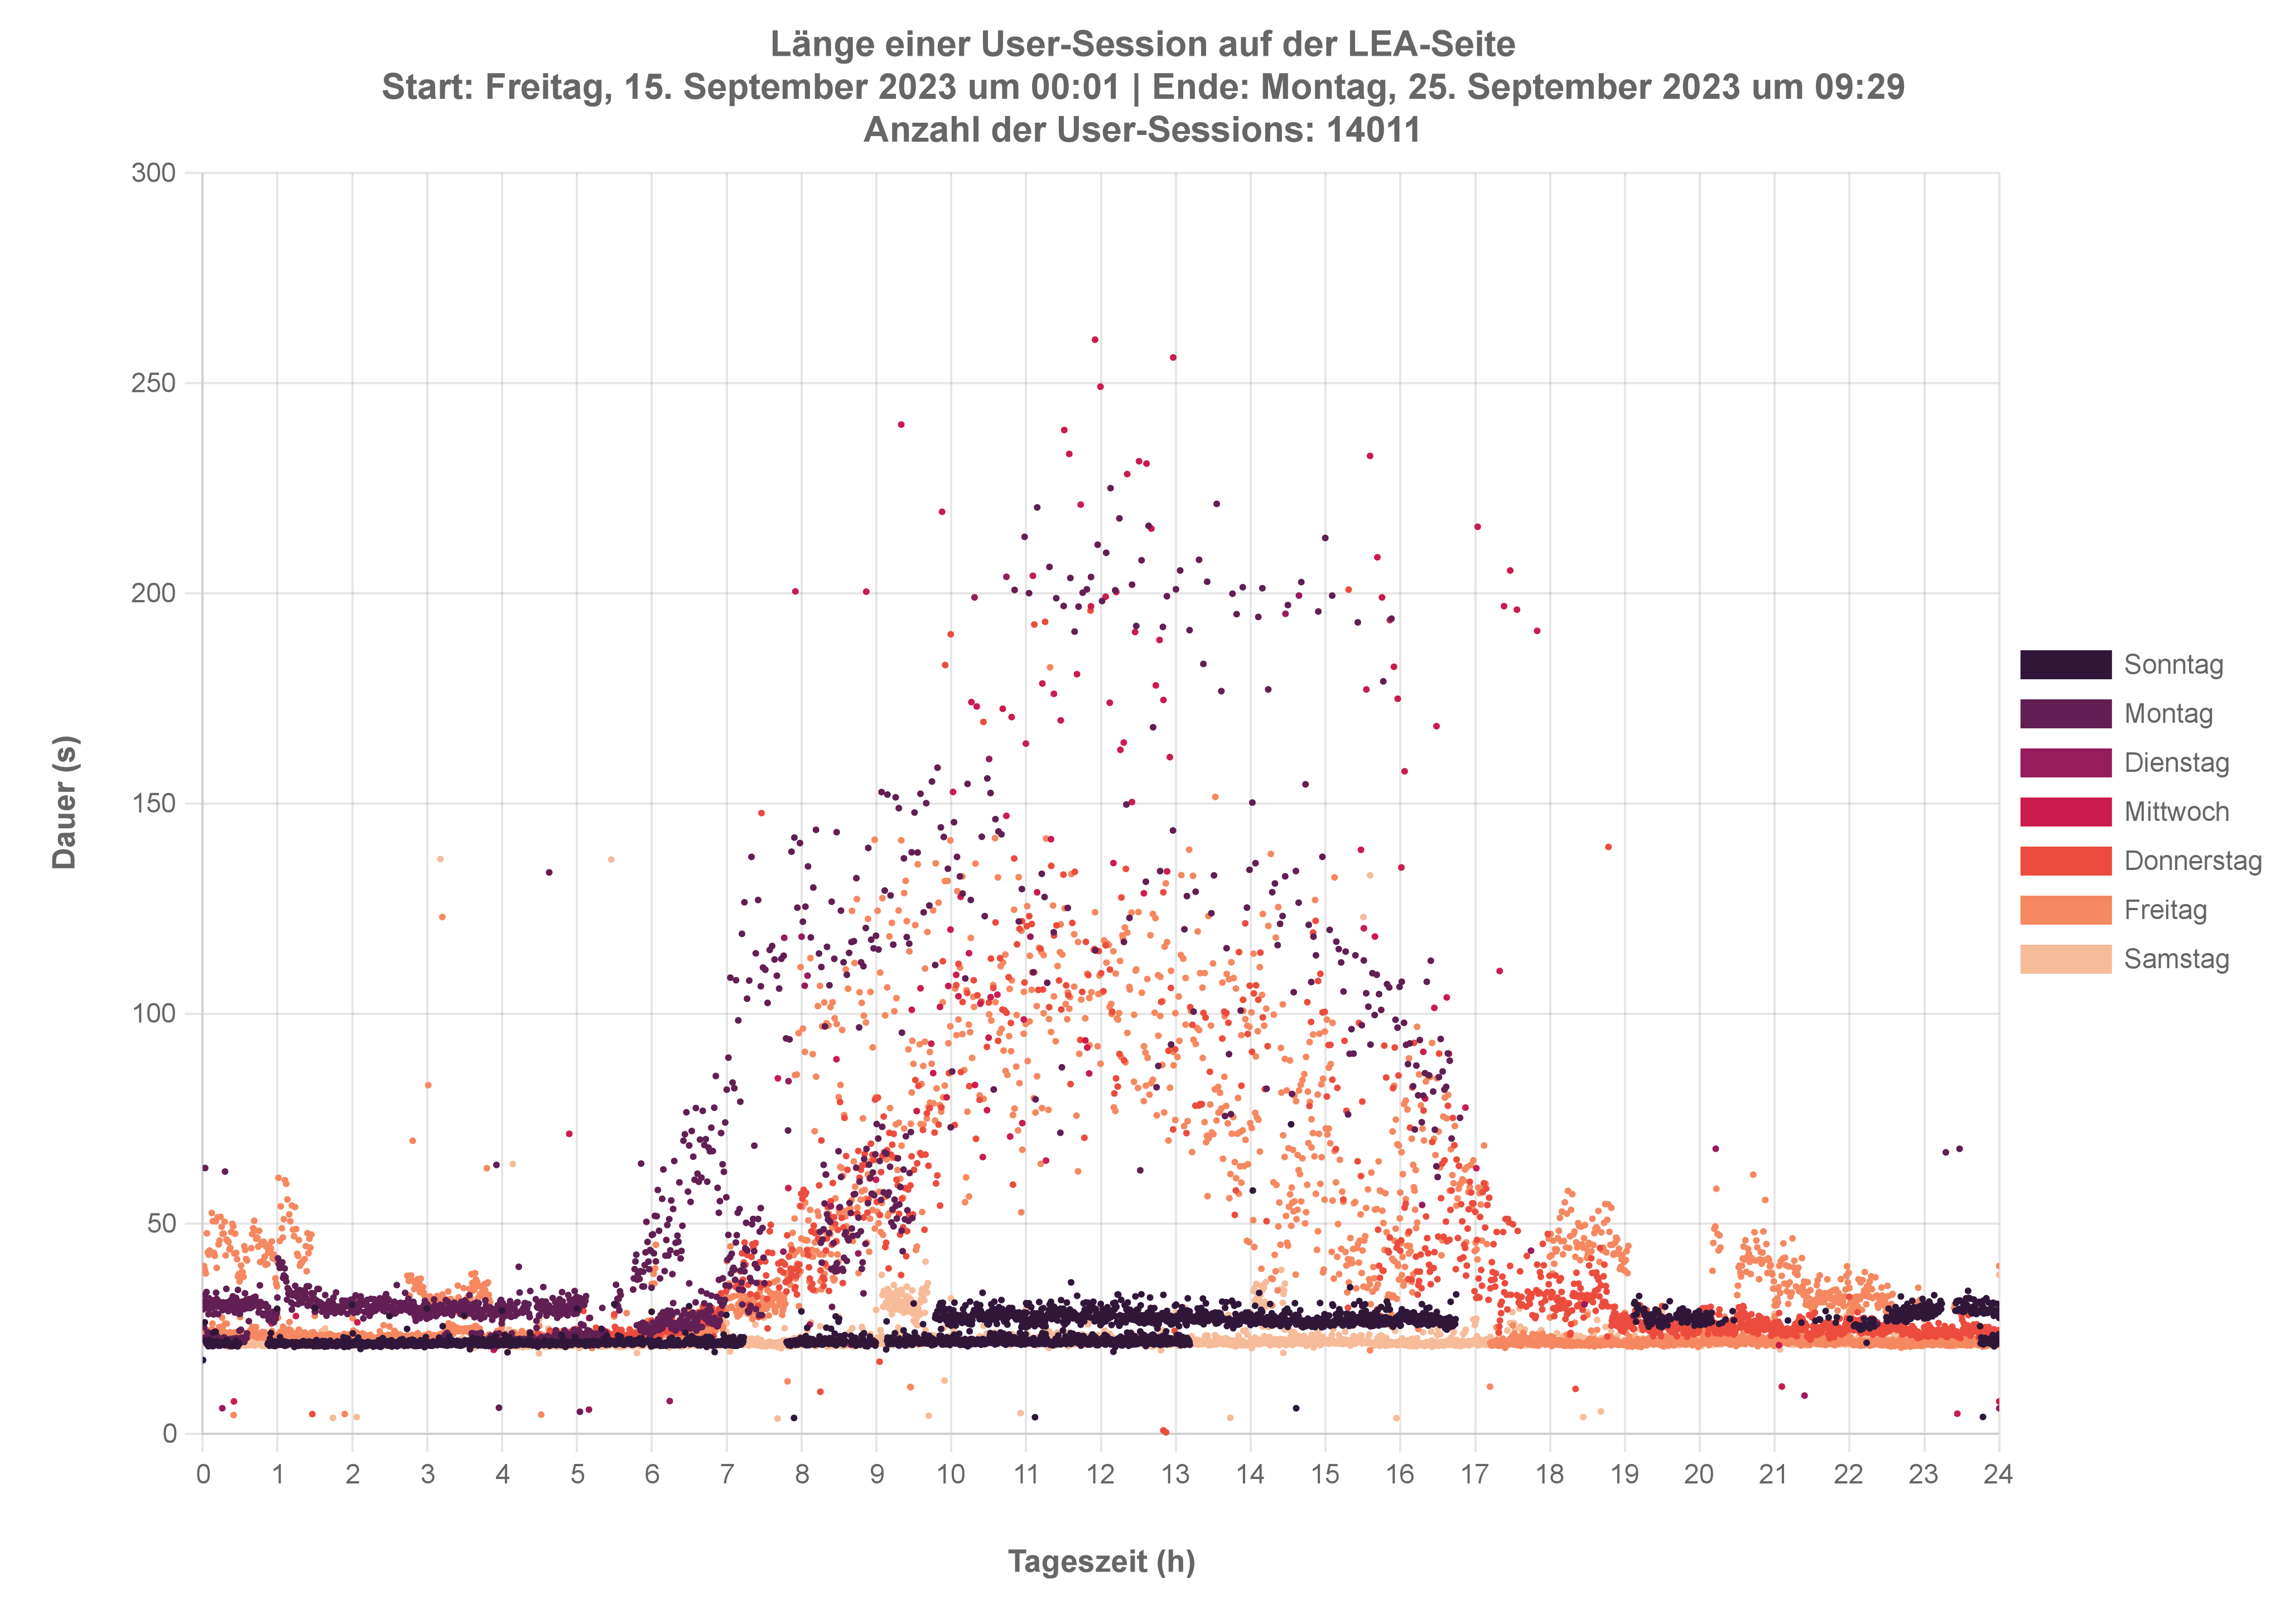 Länge einer User-Session auf der LEA-Seite
Start: Freitag, 15. September 2023 um 00:01 | Ende: Montag, 25. September 2023 um 09:29
Anzahl der User-Sessions: 14011
300
250
200
150
100
50
0
Dauer (s)
0 1 2 3 4 5 6 7 8 9 10 11 12 13 14 15 16 17 18 19 20 21 22 23 24
Tageszeit (h)
Sonntag
Montag
Dienstag
Mittwoch
Donnerstag
Freitag
Samstag